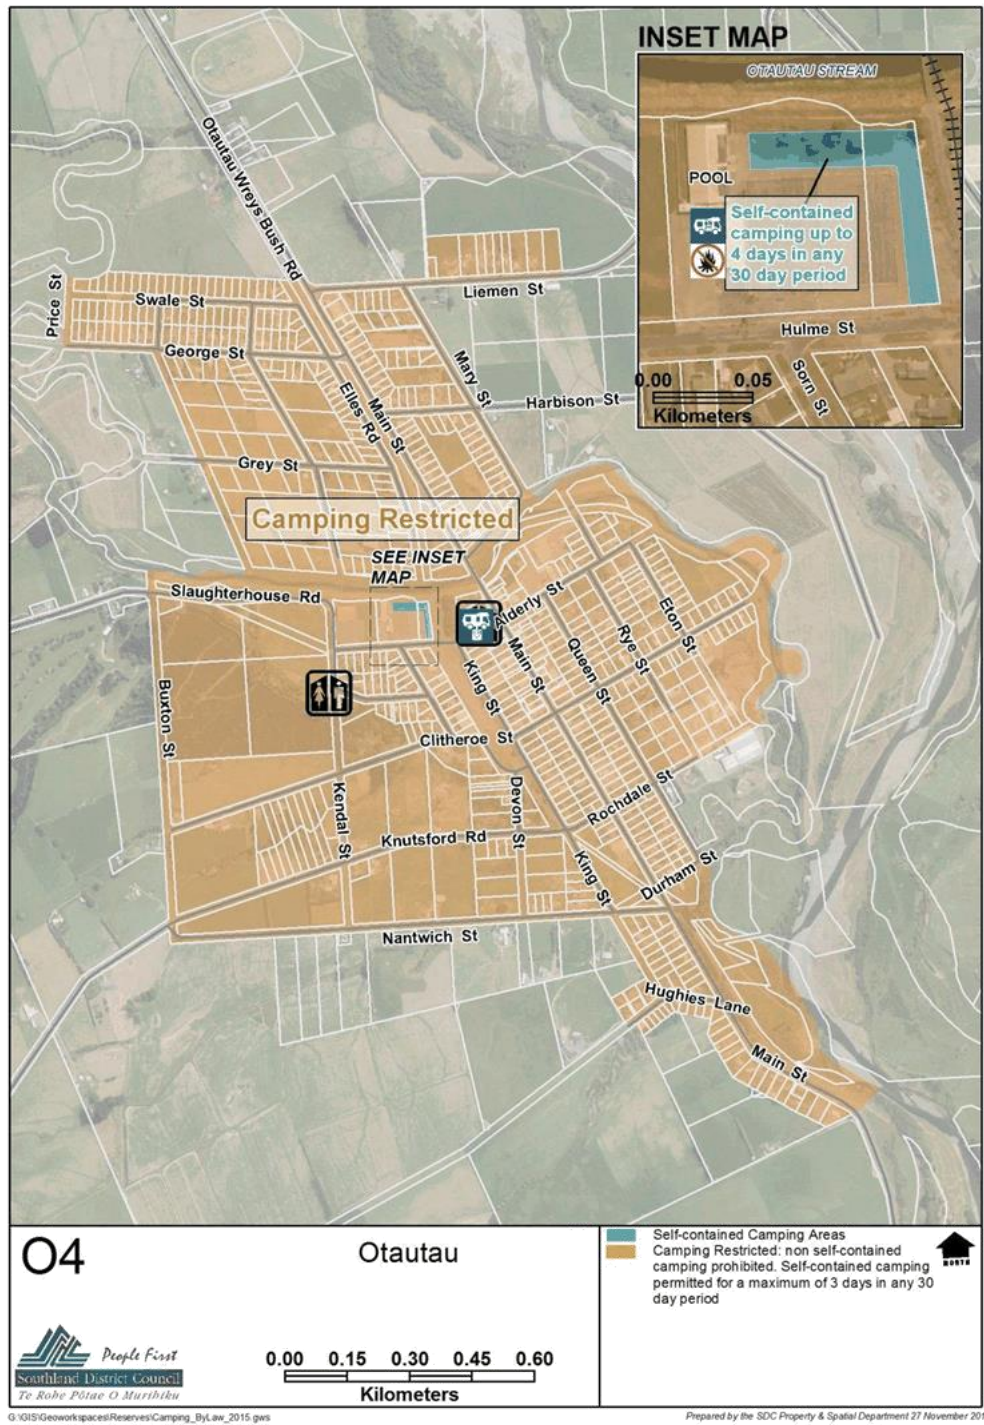 INSET MAP
OTAUTAU STREAM
POOL
Self-contained
camping up to
4 days in any
30 day period
Hulme St
Sorn St
0.00 0.05
Kilometers
Otautau Wreys Bush Rd
Price St
Swale St
Liemen St
George St
Mary St
Elles Rd
Main St
Harbison St
Grey St
Camping Restricted
SEE INSET
MAP
Slaughterhouse Rd
Alderly St
Eton St
Rye St
Queen St
Main St
King St
Buxton St
Clitheroe St
Kendal St
Devon St
Rochdale St
Knutsford Rd
King St
Durham St
Nantwich St
Hughies Lane
Main St
O4
Otautau
Self-contained Camping Areas
Camping Restricted: non self-contained
camping prohibited. Self-contained camping
permitted for a maximum of 3 days in any 30
day period
NORTH
People First
Southland District Council
Te Rohe Pōtae O Murihiku
0.00 0.15 0.30 0.45 0.60
Kilometers
G:\GIS\Geoworkspaces\Reserves\Camping_ByLaw_2015.gws
Prepared by the SDC Property & Spatial Department 27 November 201